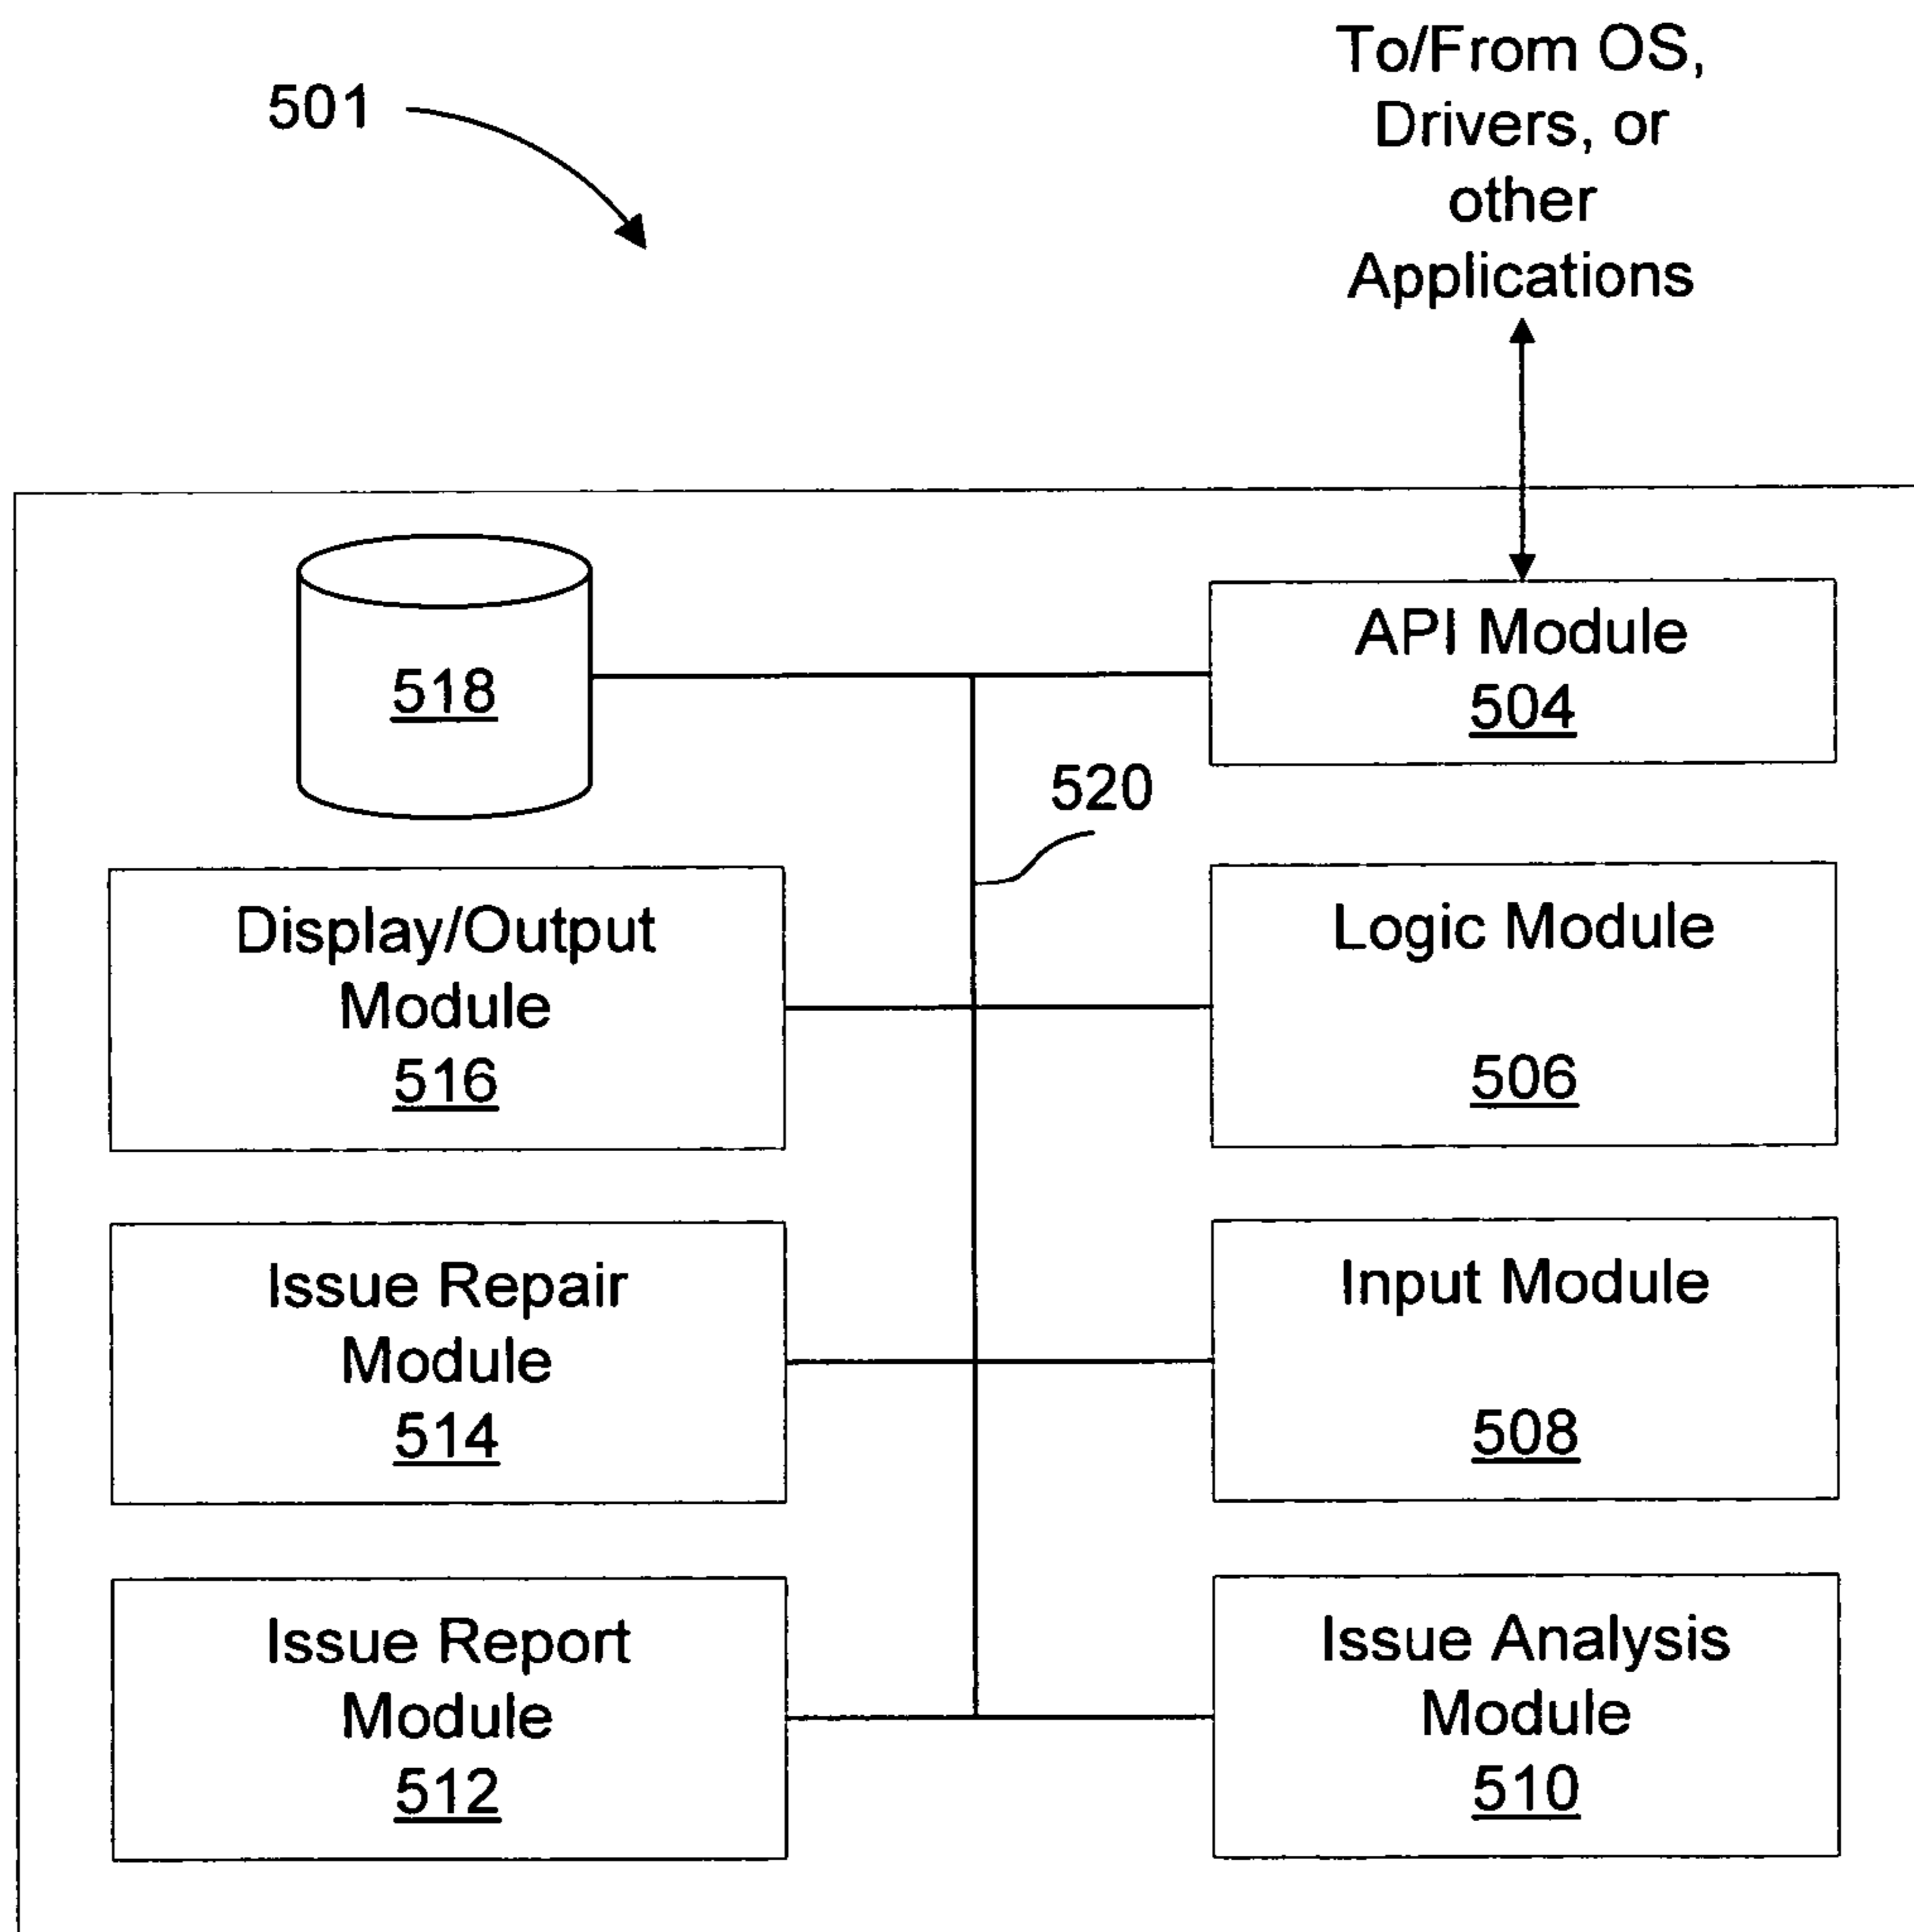 To/From OS,
Drivers, or
other
Applications
501
518
API Module
504
520
Display/Output
Module
516
Logic Module
506
Issue Repair
Module
514
Input Module
508
Issue Report
Module
512
Issue Analysis
Module
510